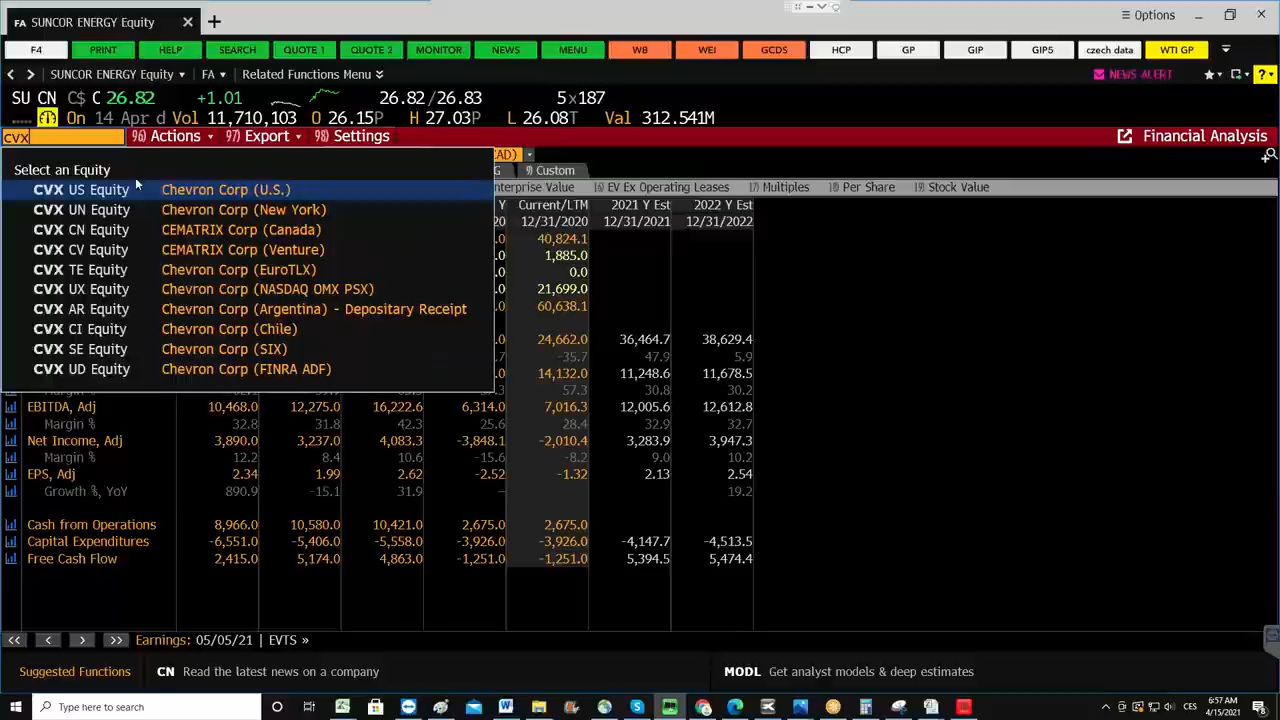 FA SUNCOR ENERGY Equity × + Options
F4 PRINT HELP SEARCH QUOTE 1 QUOTE 2 MONITOR NEWS MENU WB WEI GCDS HCP GP GIP GIP5 czech data WTI GP
SUNCOR ENERGY Equity FA Related Functions Menu NEWS ALERT
SU CN C$ C 26.82 +1.01 26.82/26.83 5x187
On 14 Apr d Vol 11,710,103 O 26.15P H 27.03P L 26.08T Val 312.541M
CVX 96) Actions 97) Export 98) Settings Financial Analysis
AD)
Select an Equity G 9) Custom
CVX US Equity Chevron Corp (U.S.) nterprise Value 16) EV Ex Operating Leases 17) Multiples 18) Per Share 19) Stock Value
CVX UN Equity Chevron Corp (New York) Y Current/LTM 2021 Y Est 2022 Y Est
20 12/31/2020 12/31/2021 12/31/2022
CVX CN Equity CEMATRIX Corp (Canada) .0 40,824.1
CVX CV Equity CEMATRIX Corp (Venture) .0 1,885.0
CVX TE Equity Chevron Corp (EuroTLX) .0 0.0
CVX UX Equity Chevron Corp (NASDAQ OMX PSX) .0 21,699.0
CVX AR Equity Chevron Corp (Argentina) - Depositary Receipt .0 60,638.1
CVX CI Equity Chevron Corp (Chile) .0 24,662.0 36,464.7 38,629.4
CVX SE Equity Chevron Corp (SIX) .7 -35.7 47.9 5.9
CVX UD Equity Chevron Corp (FINRA ADF) .0 14,132.0 11,248.6 11,678.5
.3 57.3 30.8 30.2
EBITDA, Adj 10,468.0 12,275.0 16,222.6 6,314.0 7,016.3 12,005.6 12,612.8
Margin % 32.8 31.8 42.3 25.6 28.4 32.9 32.7
Net Income, Adj 3,890.0 3,237.0 4,083.3 -3,848.1 -2,010.4 3,283.9 3,947.3
Margin % 12.2 8.4 10.6 -15.6 -8.2 9.0 10.2
EPS, Adj 2.34 1.99 2.62 -2.52 -1.32 2.13 2.54
Growth %, YoY 890.9 -15.1 31.9 – 19.2
Cash from Operations 8,966.0 10,580.0 10,421.0 2,675.0 2,675.0
Capital Expenditures -6,551.0 -5,406.0 -5,558.0 -3,926.0 -3,926.0 -4,147.7 -4,513.5
Free Cash Flow 2,415.0 5,174.0 4,863.0 -1,251.0 -1,251.0 5,394.5 5,474.4
<< < > >> Earnings: 05/05/21 | EVTS »
Suggested Functions CN Read the latest news on a company MODL Get analyst models & deep estimates
Type here to search CES 6:57 AM
4/15/2021